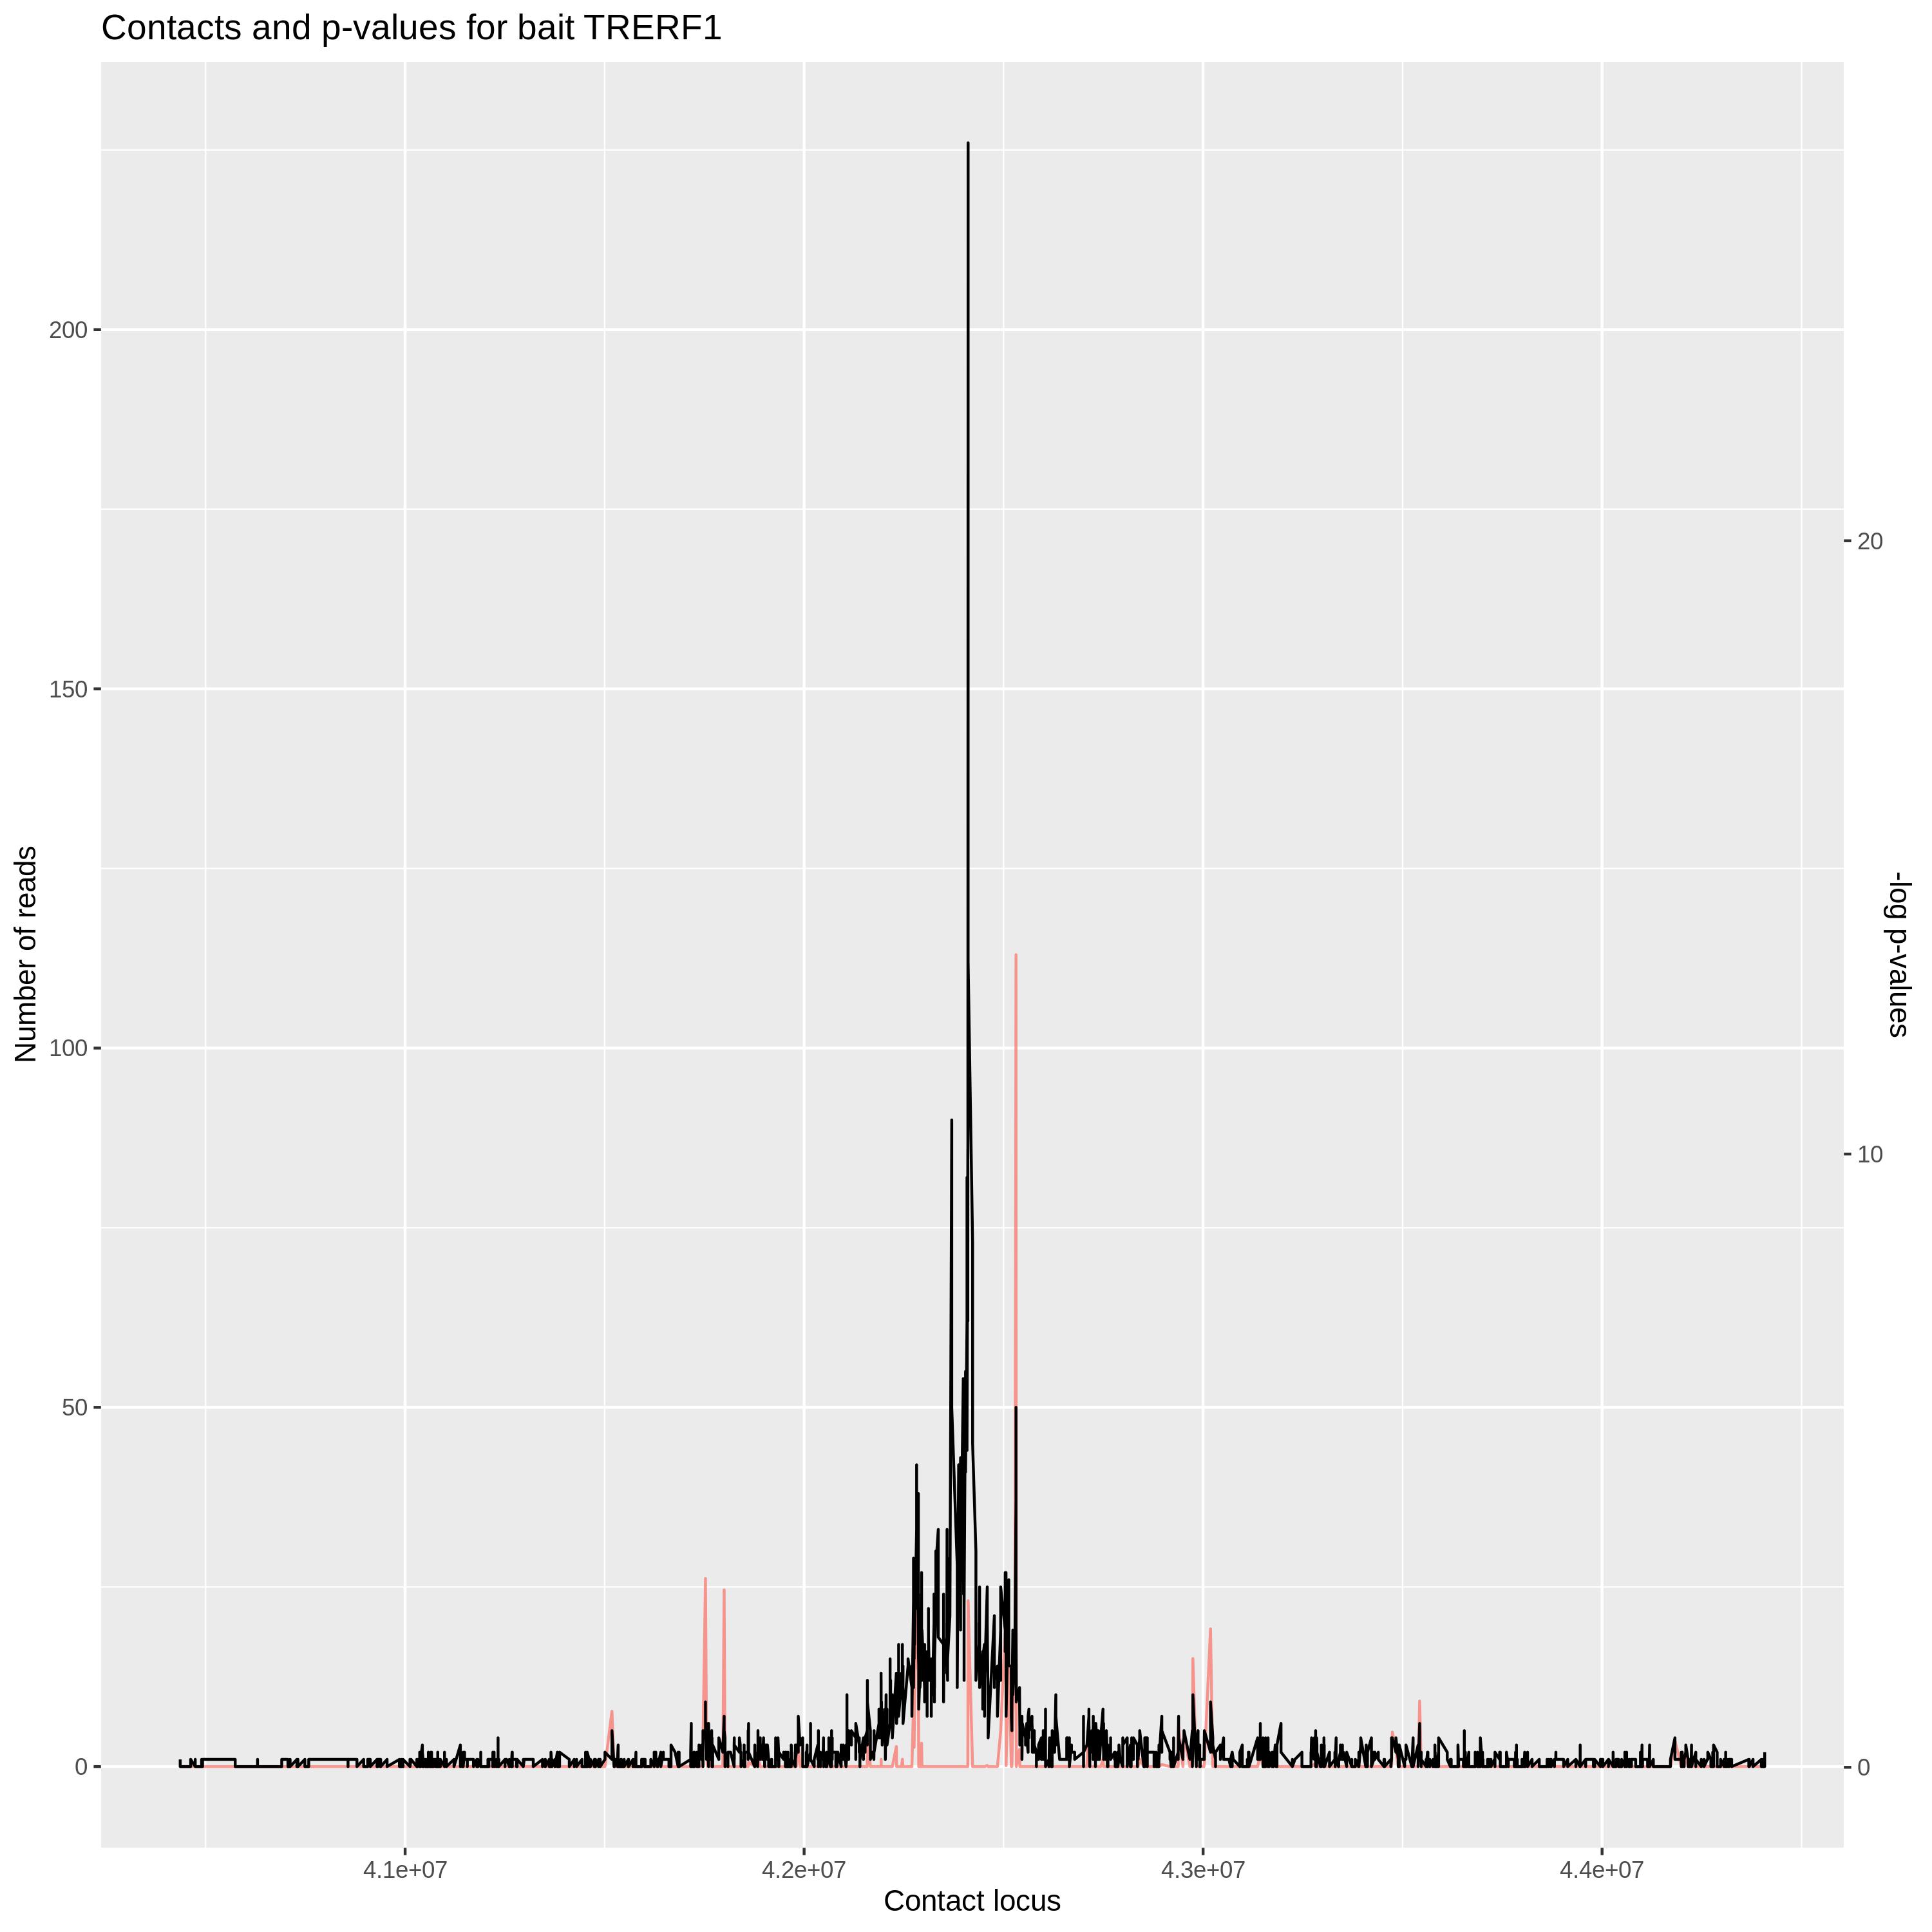 Contacts and p-values for bait TRERF1
200
150
100
50
0
Number of reads
20
10
0
-log p-values
4.1e+07
4.2e+07
4.3e+07
4.4e+07
Contact locus